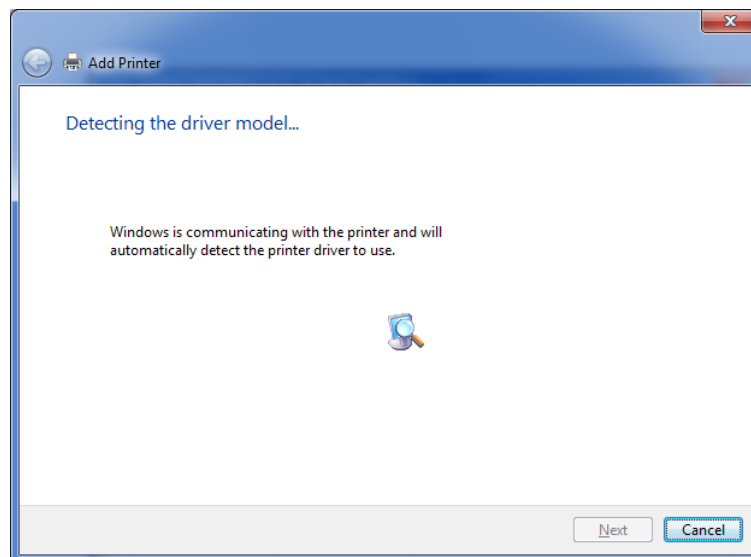 Add Printer
Detecting the driver model...
Windows is communicating with the printer and will
automatically detect the printer driver to use.
Next
Cancel